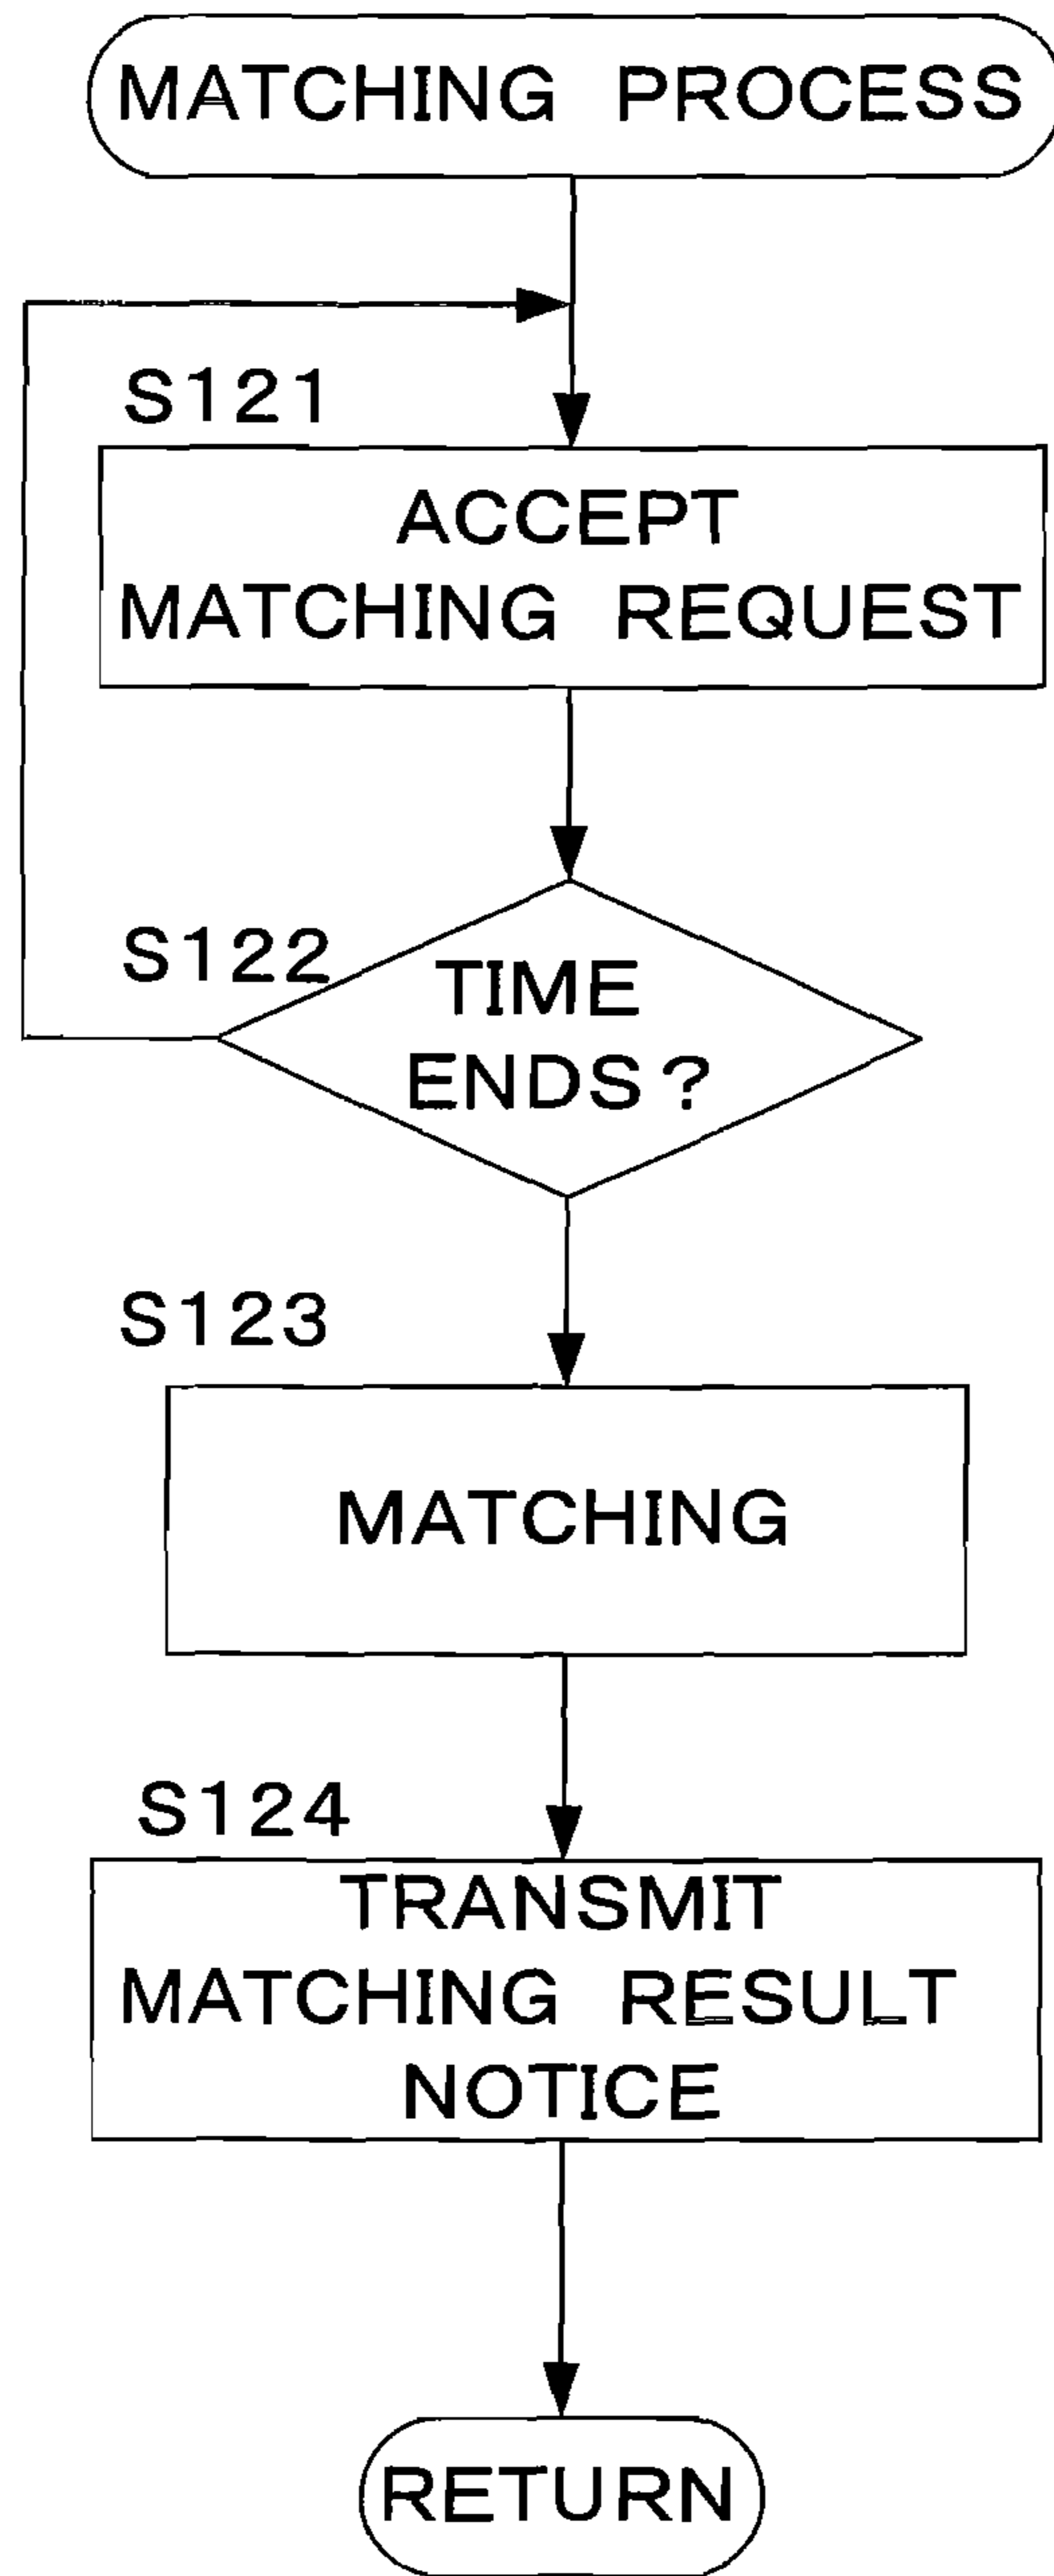 MATCHING PROCESS
S121
ACCEPT
MATCHING REQUEST
S122
TIME
ENDS?
S123
MATCHING
S124
TRANSMIT
MATCHING RESULT
NOTICE
RETURN